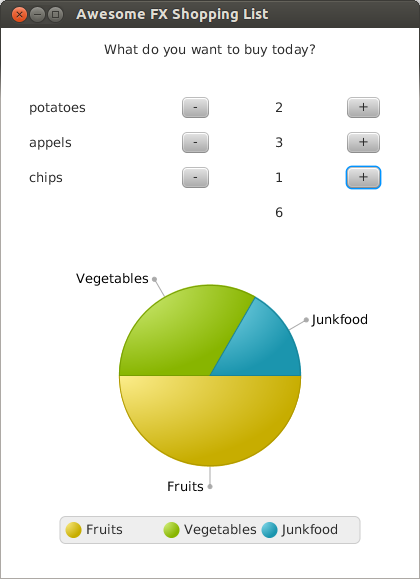 Awesome FX Shopping List
What do you want to buy today?
potatoes - 2 +
appels - 3 +
chips - 1 +
6
Vegetables
Junkfood
Fruits
Fruits Vegetables Junkfood